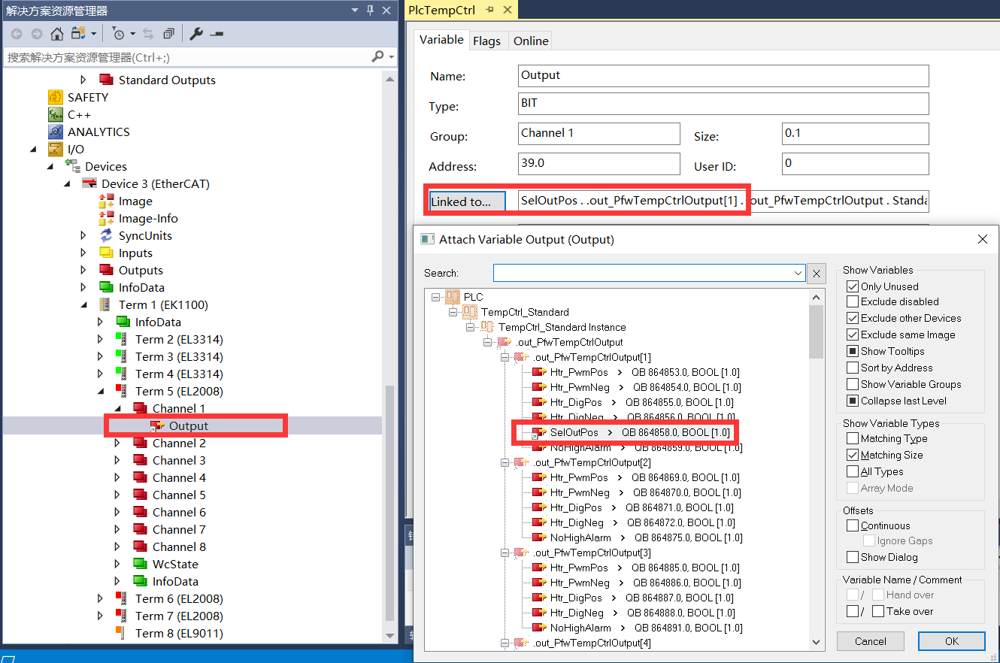 解决方案资源管理器
搜索解决方案资源管理器(Ctrl+;)
Standard Outputs
SAFETY
C++
ANALYTICS
I/O
Devices
Device 3 (EtherCAT)
Image
Image-Info
SyncUnits
Inputs
Outputs
InfoData
Term 1 (EK1100)
InfoData
Term 2 (EL3314)
Term 3 (EL3314)
Term 4 (EL3314)
Term 5 (EL2008)
Channel 1
Output
Channel 2
Channel 3
Channel 4
Channel 5
Channel 6
Channel 7
Channel 8
WcState
InfoData
Term 6 (EL2008)
Term 7 (EL2008)
Term 8 (EL9011)
PlcTempCtrl
Variable Flags Online
Name: Output
Type: BIT
Group: Channel 1 Size: 0.1
Address: 39.0 User ID: 0
Linked to... SelOutPos . .out_PfwTempCtrlOutput[1] . .out_PfwTempCtrlOutput . Standa
Attach Variable Output (Output)
Search:
PLC
TempCtrl_Standard
TempCtrl_Standard Instance
.out_PfwTempCtrlOutput
.out_PfwTempCtrlOutput[1]
Htr_PwmPos > QB 864853.0, BOOL [1.0]
Htr_PwmNeg > QB 864854.0, BOOL [1.0]
Htr_DigPos > QB 864855.0, BOOL [1.0]
Htr_DigNeg > QB 864856.0, BOOL [1.0]
SelOutPos > QB 864858.0, BOOL [1.0]
NoHighAlarm > QB 864859.0, BOOL [1.0]
.out_PfwTempCtrlOutput[2]
Htr_PwmPos > QB 864869.0, BOOL [1.0]
Htr_PwmNeg > QB 864870.0, BOOL [1.0]
Htr_DigPos > QB 864871.0, BOOL [1.0]
Htr_DigNeg > QB 864872.0, BOOL [1.0]
NoHighAlarm > QB 864875.0, BOOL [1.0]
.out_PfwTempCtrlOutput[3]
Htr_PwmPos > QB 864885.0, BOOL [1.0]
Htr_PwmNeg > QB 864886.0, BOOL [1.0]
Htr_DigPos > QB 864887.0, BOOL [1.0]
Htr_DigNeg > QB 864888.0, BOOL [1.0]
NoHighAlarm > QB 864891.0, BOOL [1.0]
.out_PfwTempCtrlOutput[4]
Show Variables
Only Unused
Exclude disabled
Exclude other Devices
Exclude same Image
Show Tooltips
Sort by Address
Show Variable Groups
Collapse last Level
Show Variable Types
Matching Type
Matching Size
All Types
Array Mode
Offsets
Continuous
Ignore Gaps
Show Dialog
Variable Name / Comment
/ Hand over
/ Take over
Cancel OK